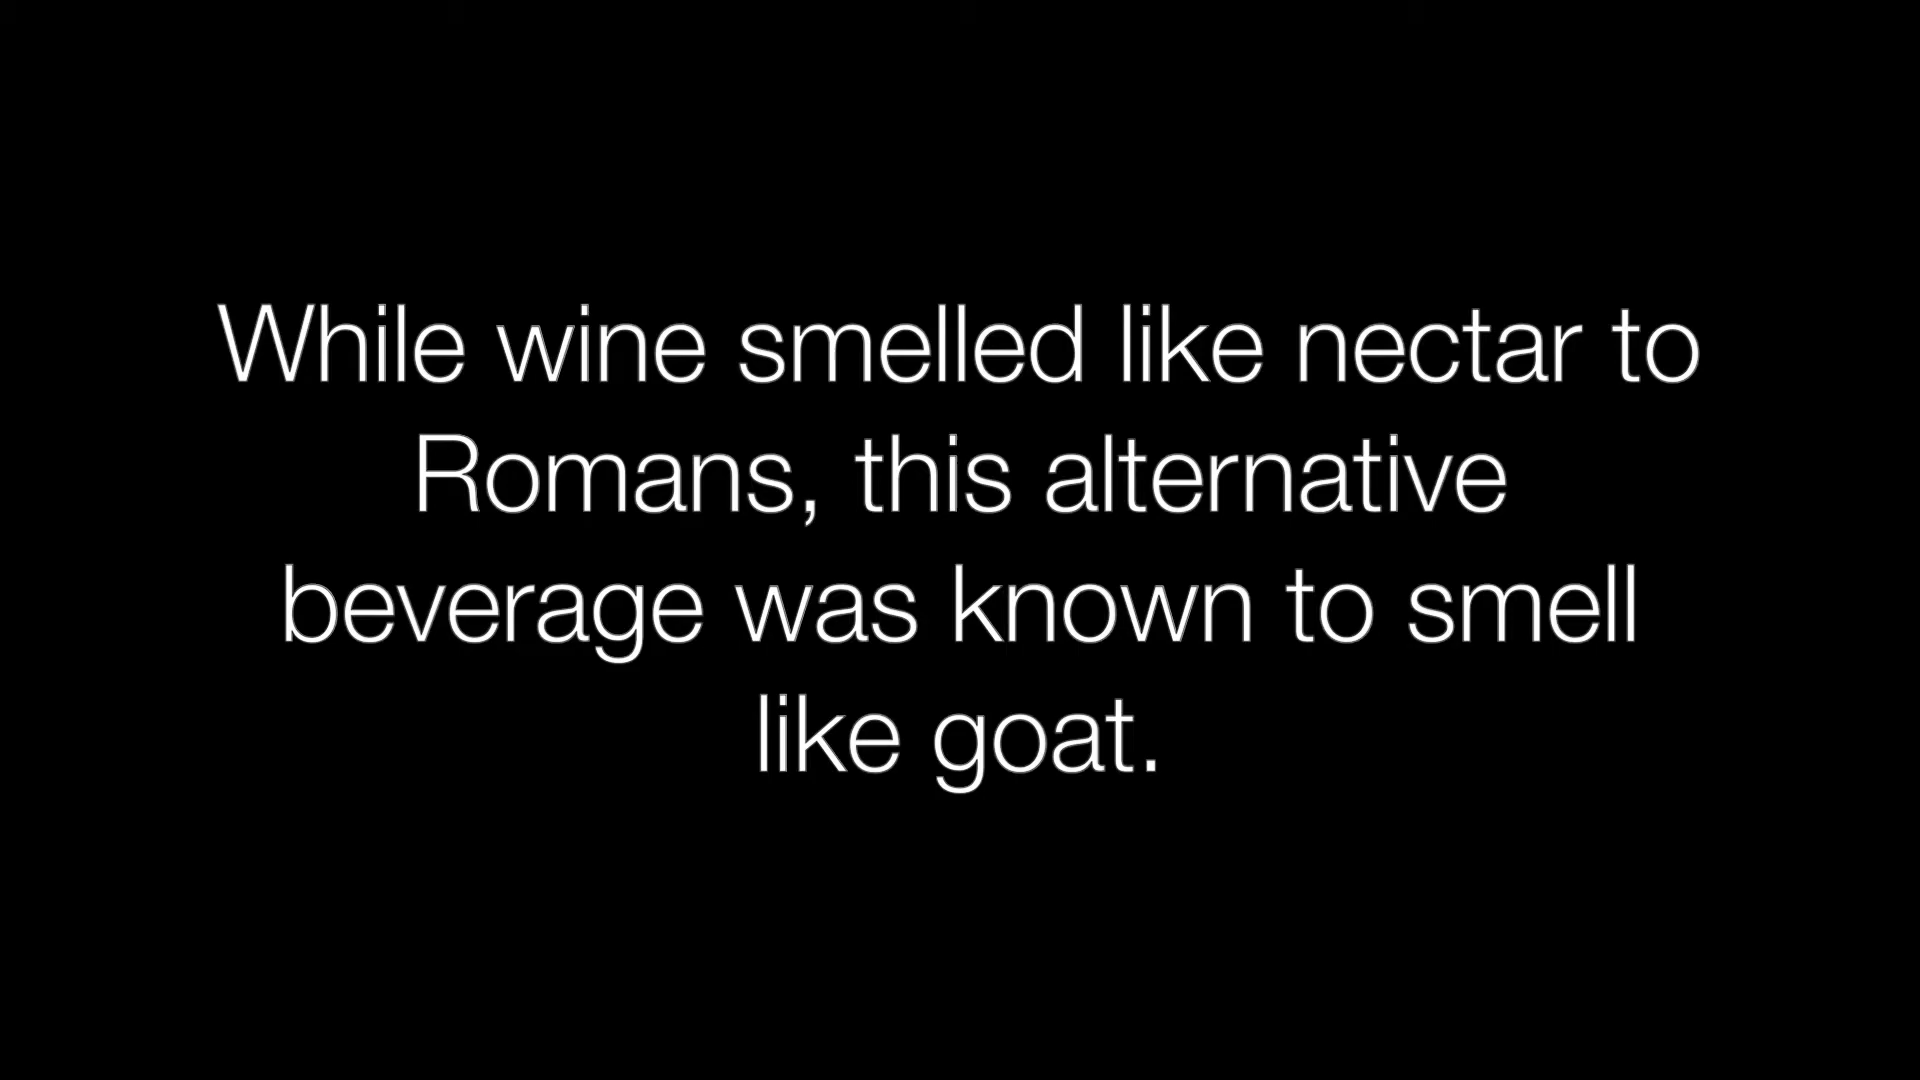 While wine smelled like nectar to
Romans, this alternative
beverage was known to smell
like goat.